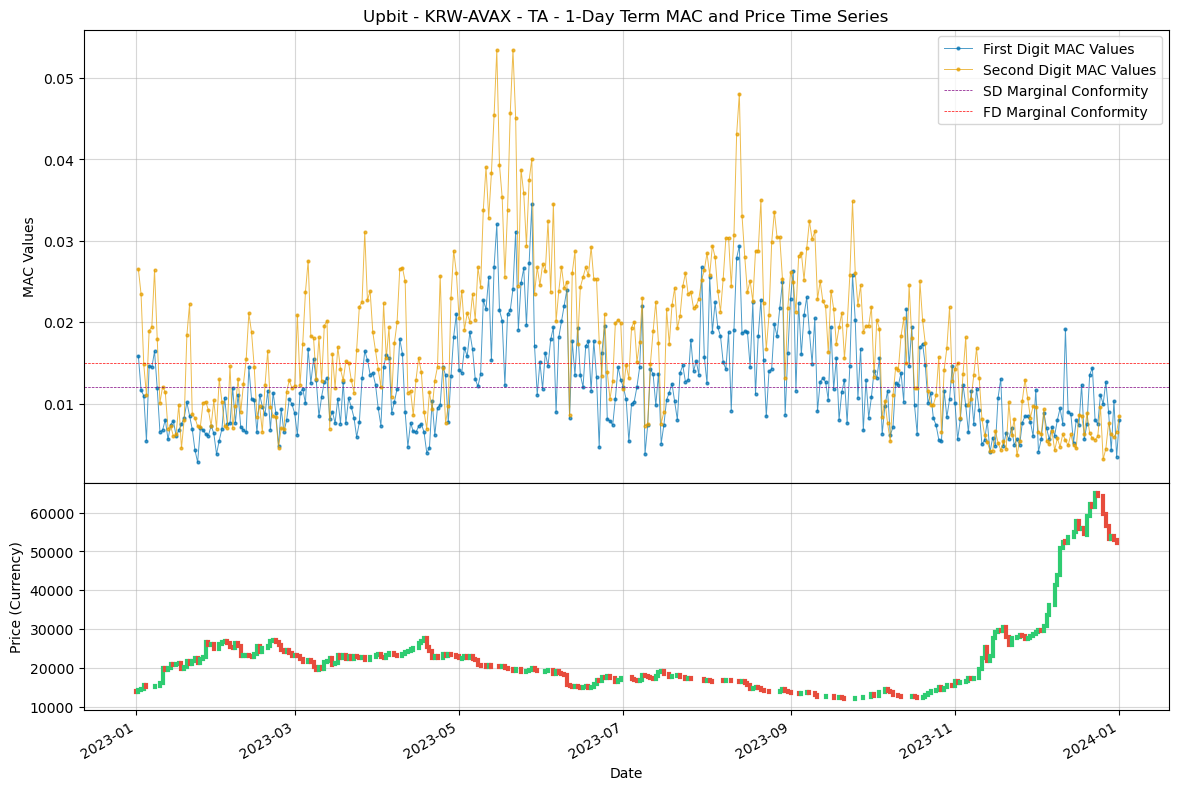 Upbit - KRW-AVAX - TA - 1-Day Term MAC and Price Time Series
First Digit MAC Values
Second Digit MAC Values
SD Marginal Conformity
FD Marginal Conformity
MAC Values
0.05
0.04
0.03
0.02
0.01
Price (Currency)
60000
50000
40000
30000
20000
10000
2023-01
2023-03
2023-05
2023-07
2023-09
2023-11
2024-01
Date